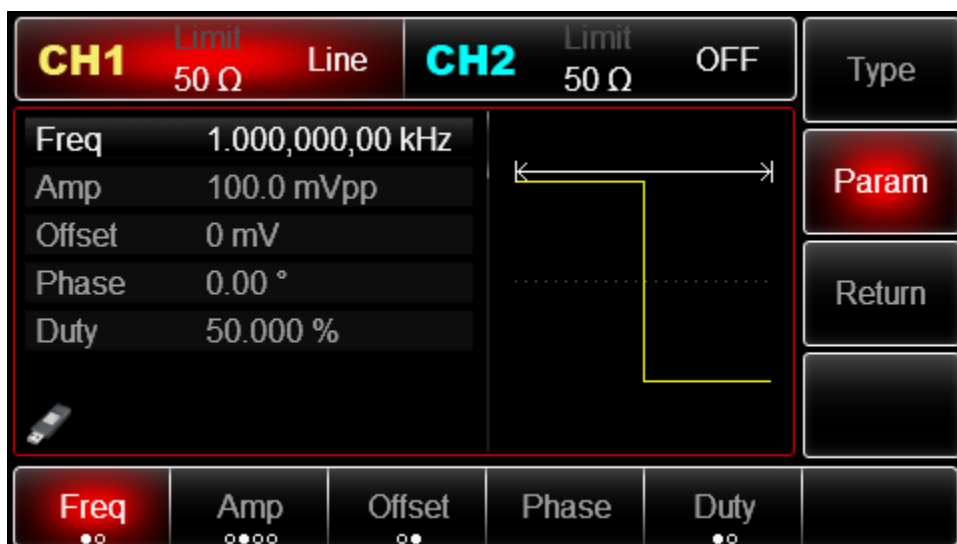 CH1 Limit 50 Ω Line CH2 Limit 50 Ω OFF Type
Freq 1.000,000,00 kHz
Amp 100.0 mVpp Param
Offset 0 mV
Phase 0.00 ° Return
Duty 50.000 %
Freq Amp Offset Phase Duty